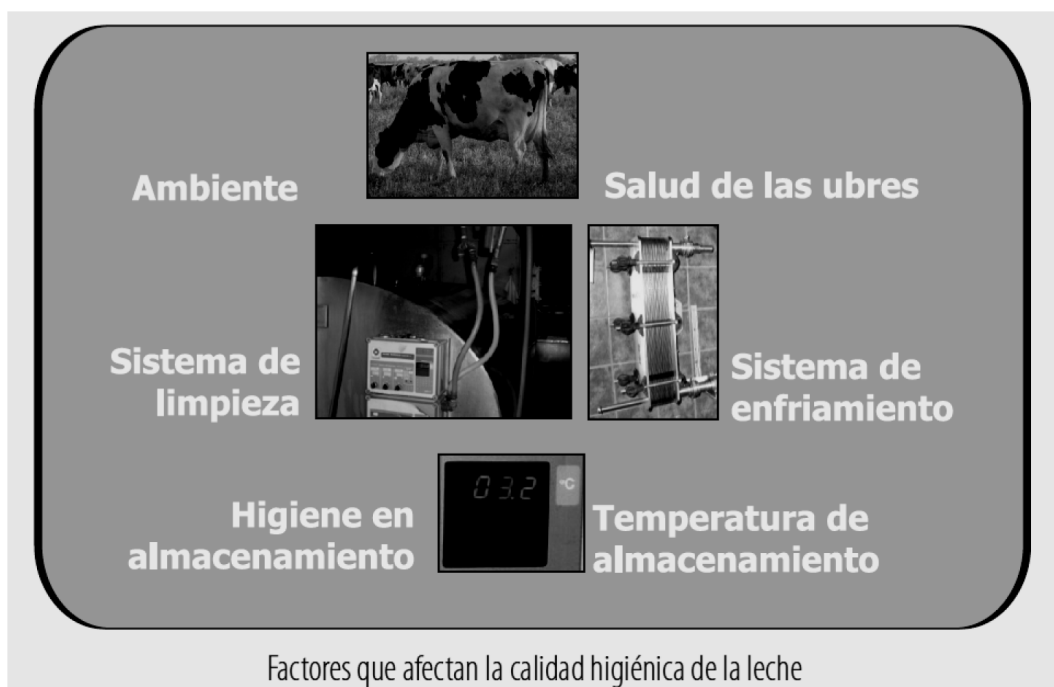 Ambiente
Salud de las ubres
Sistema de
limpieza
Sistema de
enfriamiento
03.2
°C
Higiene en
almacenamiento
Temperatura de
almacenamiento
Factores que afectan la calidad higiénica de la leche